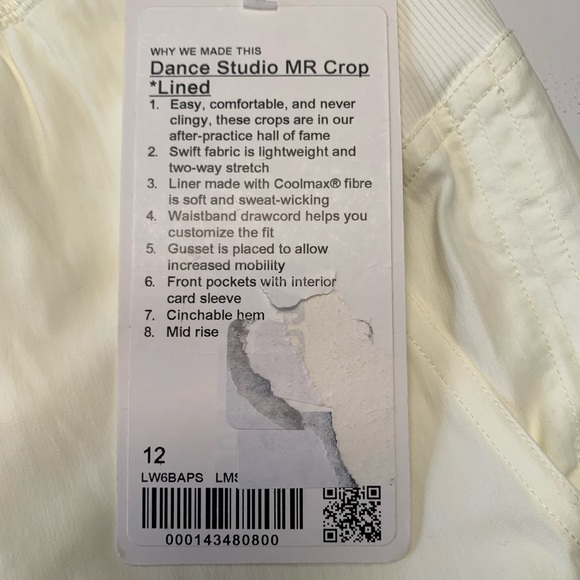 WHY WE MADE THIS
Dance Studio MR Crop
*Lined
1. Easy, comfortable, and never
clingy, these crops are in our
after-practice hall of fame
2. Swift fabric is lightweight and
two-way stretch
3. Liner made with Coolmax® fibre
is soft and sweat-wicking
4. Waistband drawcord helps you
customize the fit
5. Gusset is placed to allow
increased mobility
6. Front pockets with interior
card sleeve
7. Cinchable hem
8. Mid rise
12
LW6BAPS LMS
000143480800